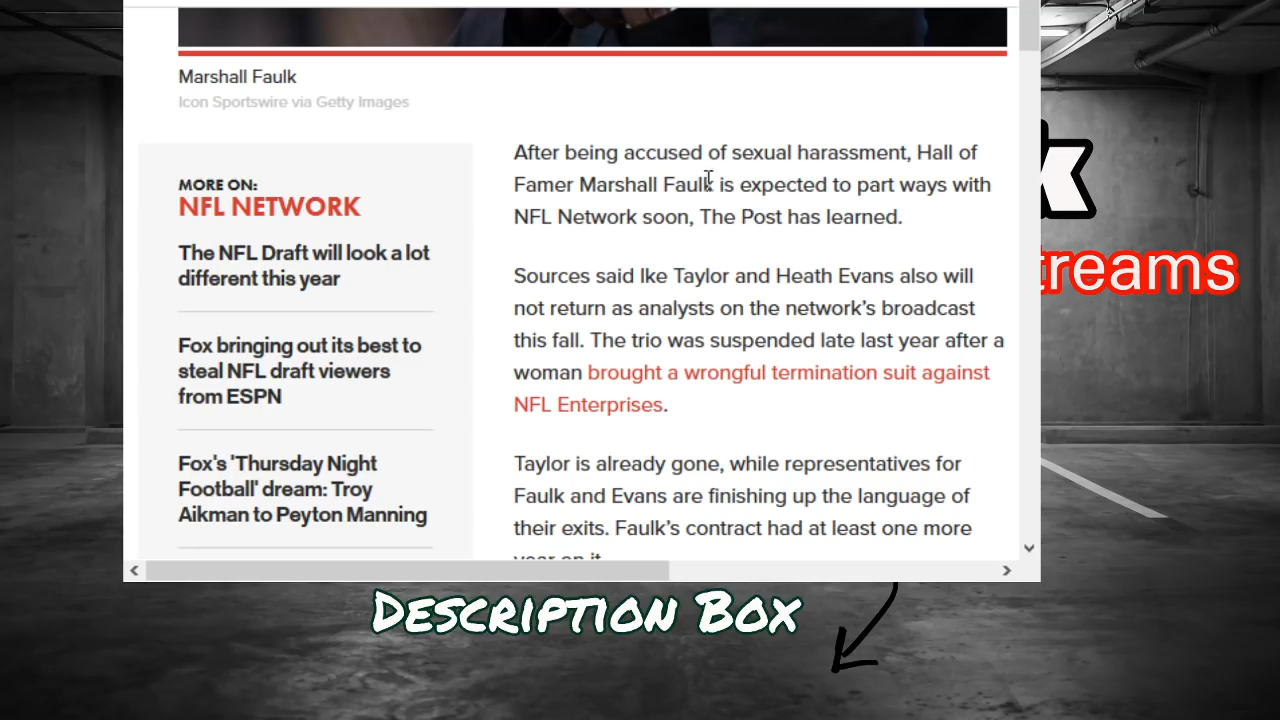 Marshall Faulk
Icon Sportswire via Getty Images
MORE ON:
NFL NETWORK
The NFL Draft will look a lot
different this year
Fox bringing out its best to
steal NFL draft viewers
from ESPN
Fox's 'Thursday Night
Football' dream: Troy
Aikman to Peyton Manning
After being accused of sexual harassment, Hall of
Famer Marshall Faulk is expected to part ways with
NFL Network soon, The Post has learned.
Sources said Ike Taylor and Heath Evans also will
not return as analysts on the network’s broadcast
this fall. The trio was suspended late last year after a
woman brought a wrongful termination suit against
NFL Enterprises.
Taylor is already gone, while representatives for
Faulk and Evans are finishing up the language of
their exits. Faulk’s contract had at least one more
year on it.
k
treams
Description Box